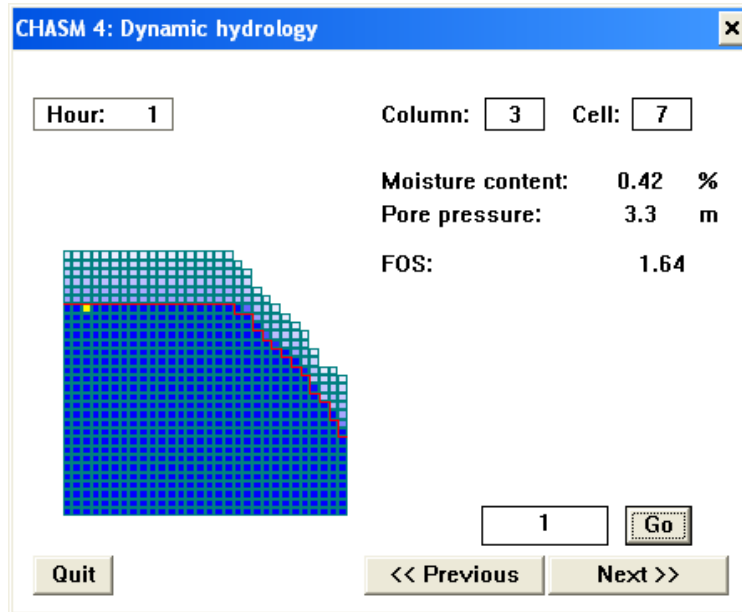 CHASM 4: Dynamic hydrology
Hour: 1
Column: 3 Cell: 7
Moisture content: 0.42 %
Pore pressure: 3.3 m
FOS: 1.64
1 Go
Quit << Previous Next >>